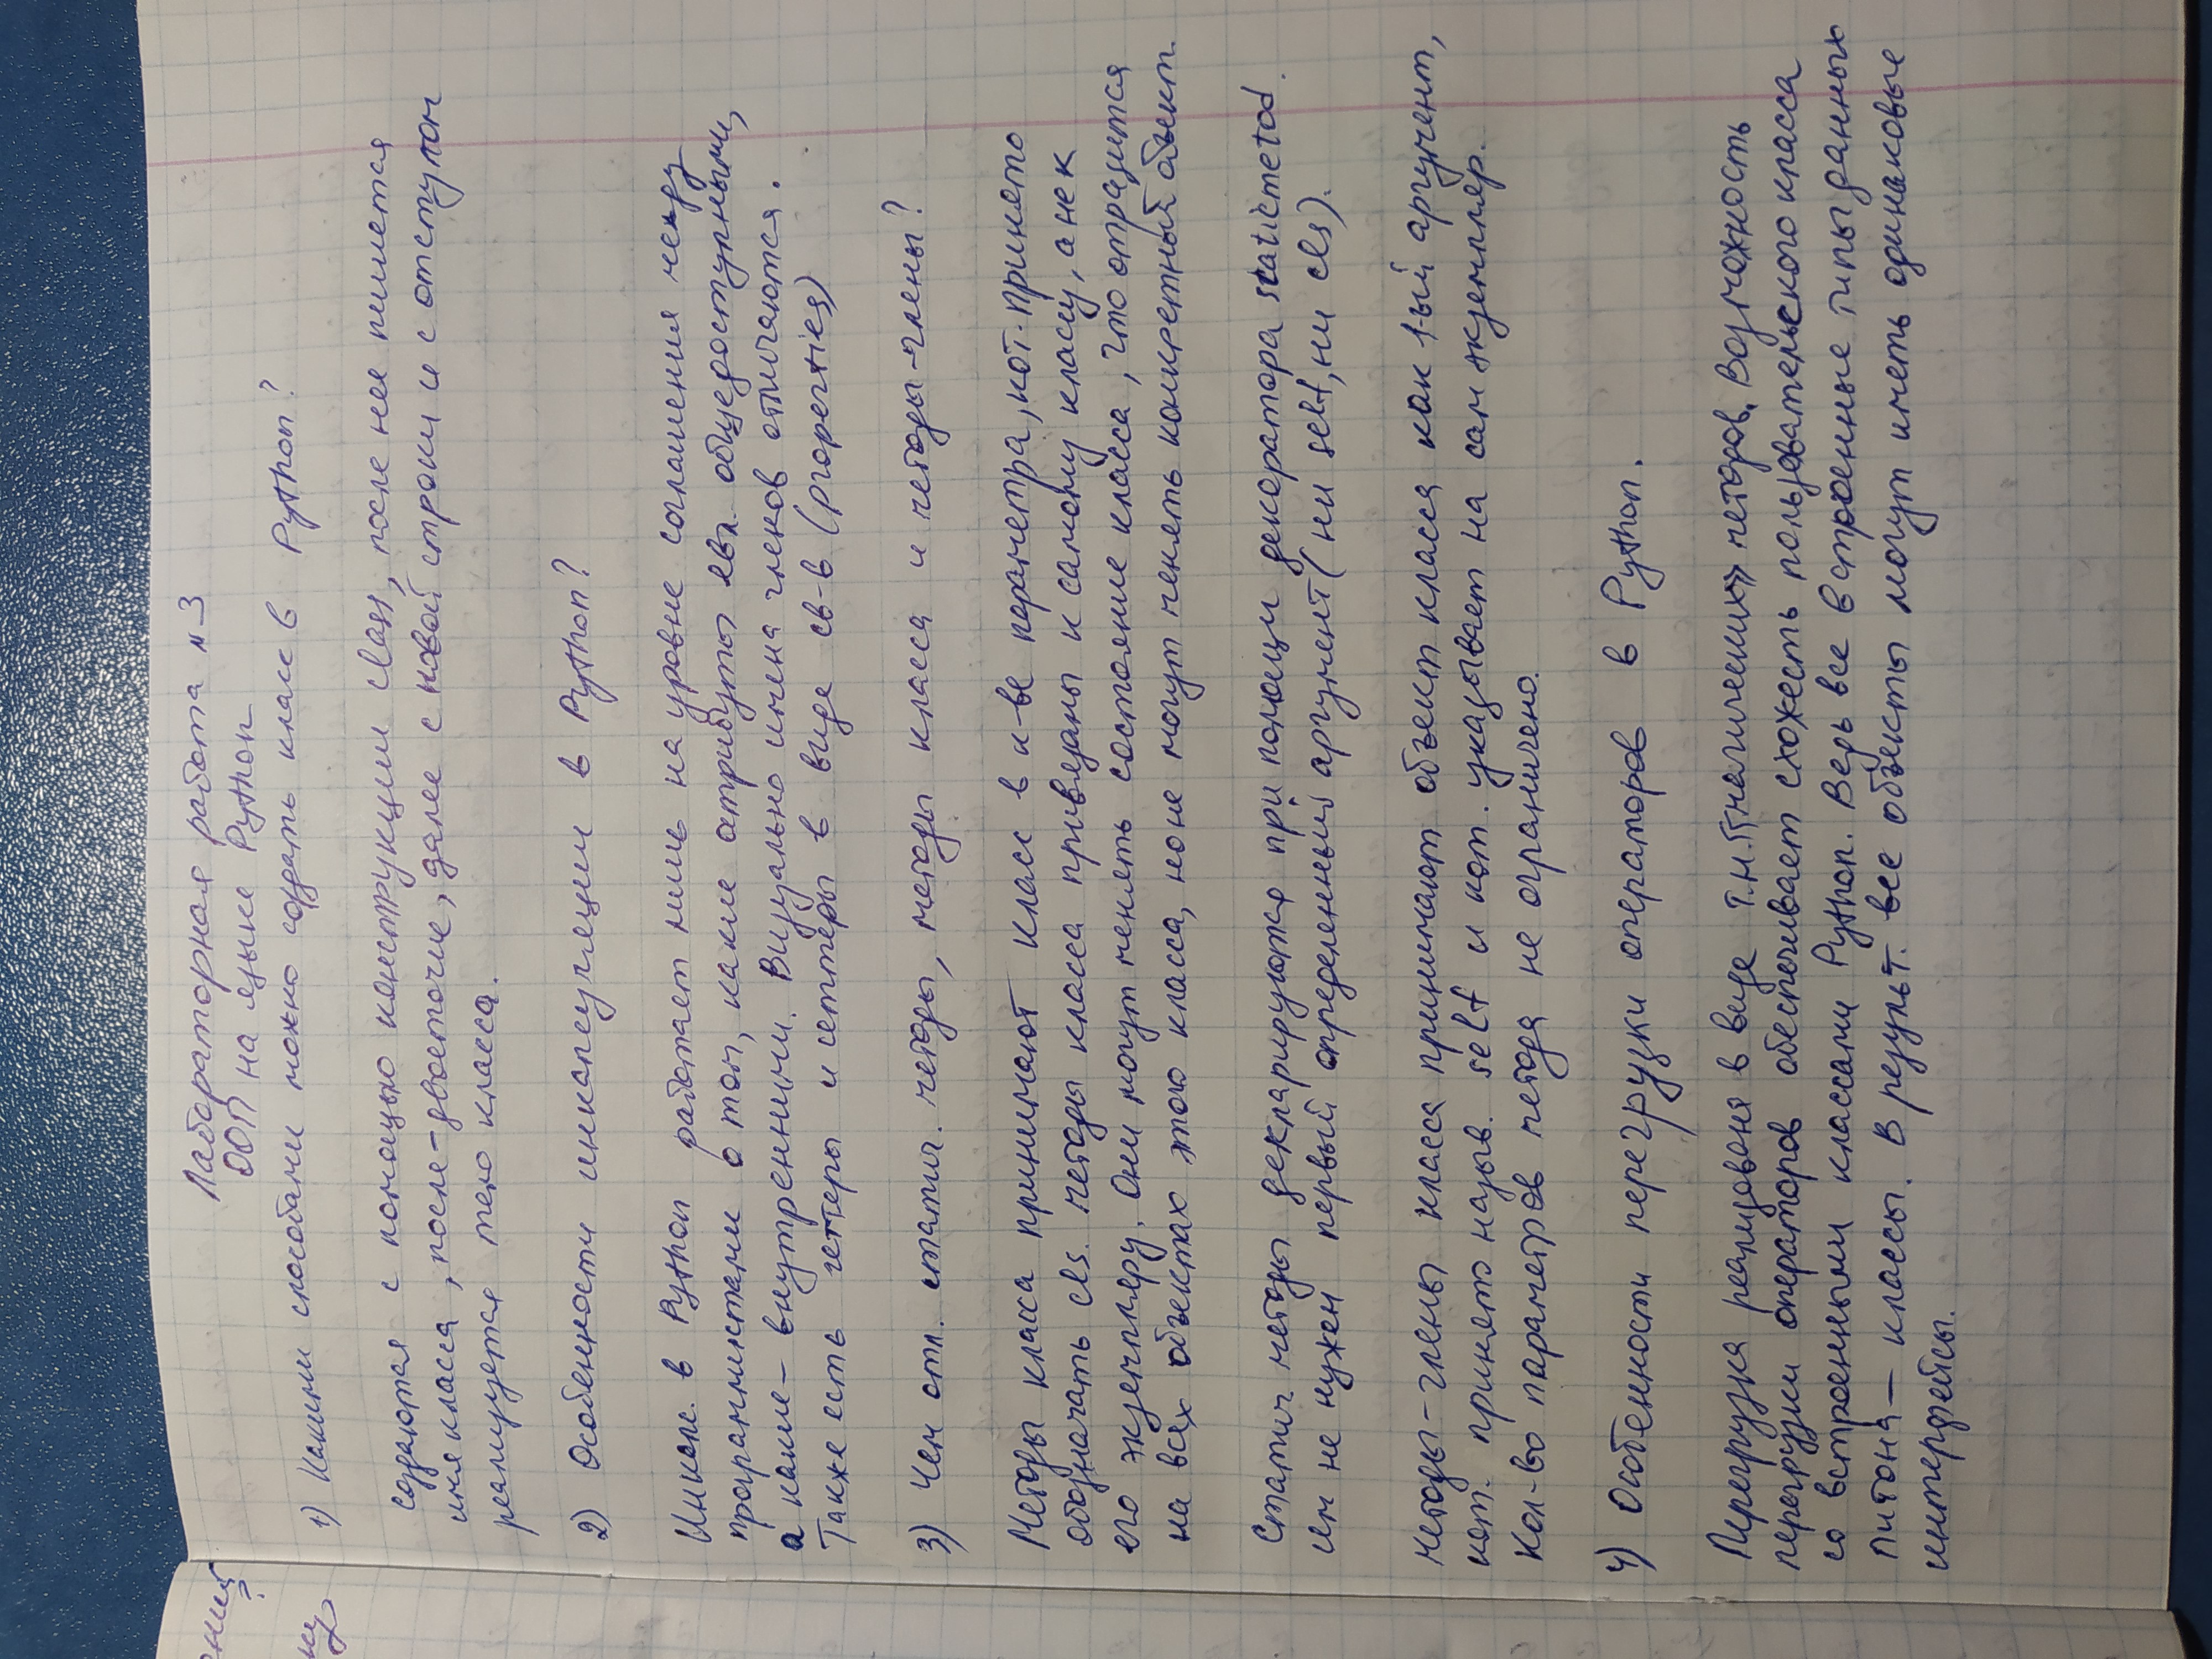 Лабораторная работа №3
ООП на языке Python
1) Какими способами можно создать класс в Python?
создаются с помощью конструкции class, после нее пишется
имя класса, после - двоеточие, далее с новой строки и с отступом
реализуется тело класса.
2) Особенности инкапсуляции в Python?
Инкапс. в Python работает лишь на уровне соглашения между
программистами о том, какие атрибуты явл. общедоступными,
а какие - внутренними. Визуально имена членов отличаются.
Также есть геттеры и сеттеры в виде св-в (properties)
3) Чем отл. статич. методы, методы класса и методы-члены?
Методы класса принимают класс в к-ве параметра, кот. принято
обозначать cls. методы класса привязаны к самому классу, а не к
его экземпляру. Они могут менять состояние класса, что отразится
на всех объектах этого класса, но не могут менять конкретный объект.
Статич. методы декларируются при помощи декоратора staticmetod.
Им не нужен первый определенный аргумент (ни self, ни cls).
методы-члены класса принимают объект класса как 1-ый аргумент,
кот. принято назыв. self и кот. указывает на сам экземпляр.
Кол-во параметров метода не ограничено.
4) Особенности перегрузки операторов в Python.
Перегрузка реализована в виде т.н. «магических» методов. Возможность
перегрузки операторов обеспечивает схожесть пользовательского класса
со встроенными классами Python. Ведь все встроенные типы данных
Питона — классы. В результ. все объекты могут иметь одинаковые
интерфейсы.